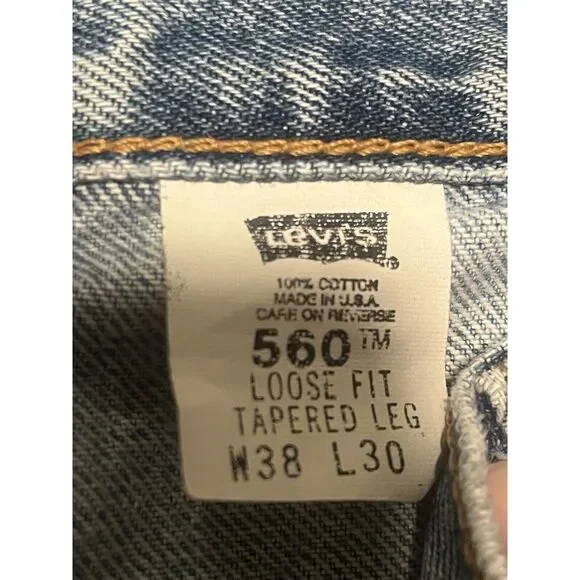 Levi's ®
100% COTTON
MADE IN U.S.A.
CARE ON REVERSE
560™
LOOSE FIT
TAPERED LEG
W38 L30